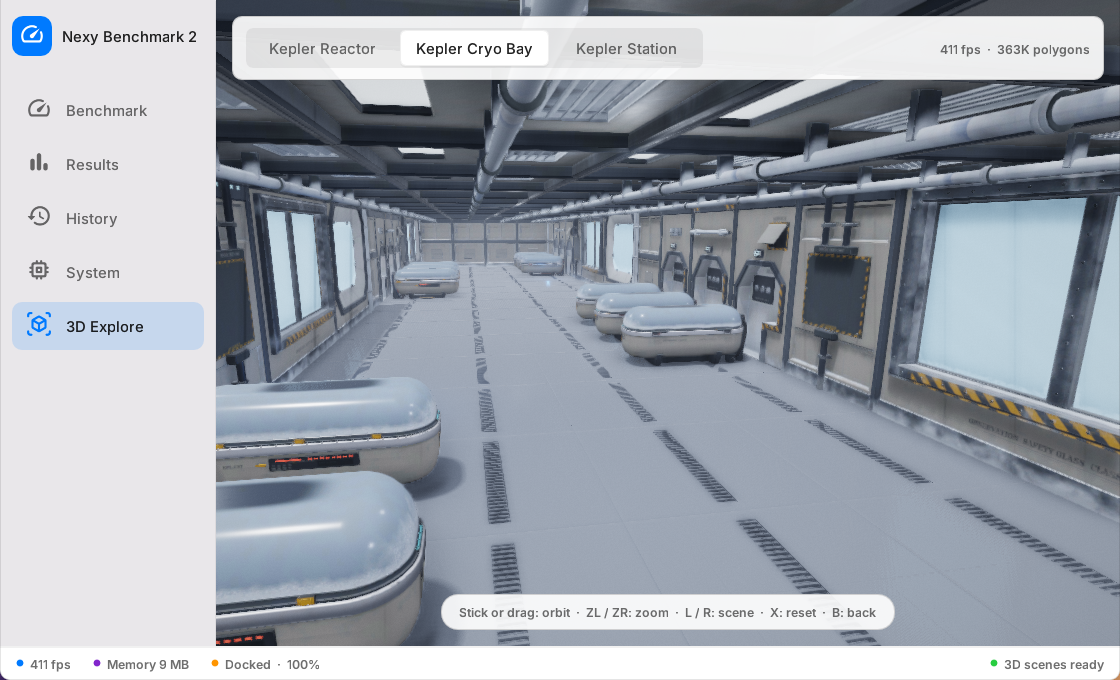 Nexy Benchmark 2
Benchmark
Results
History
System
3D Explore
Kepler Reactor
Kepler Cryo Bay
Kepler Station
411 fps · 363K polygons
Stick or drag: orbit · ZL / ZR: zoom · L / R: scene · X: reset · B: back
411 fps
Memory 9 MB
Docked · 100%
3D scenes ready